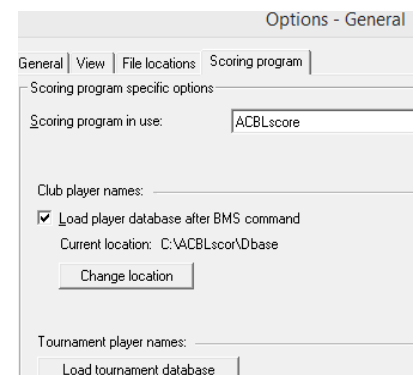 Options - General
General View File locations Scoring program
Scoring program specific options
Scoring program in use: ACBLscore
Club player names:
Load player database after BMS command
Current location: C:\ACBLscor\Dbase
Change location
Tournament player names:
Load tournament database